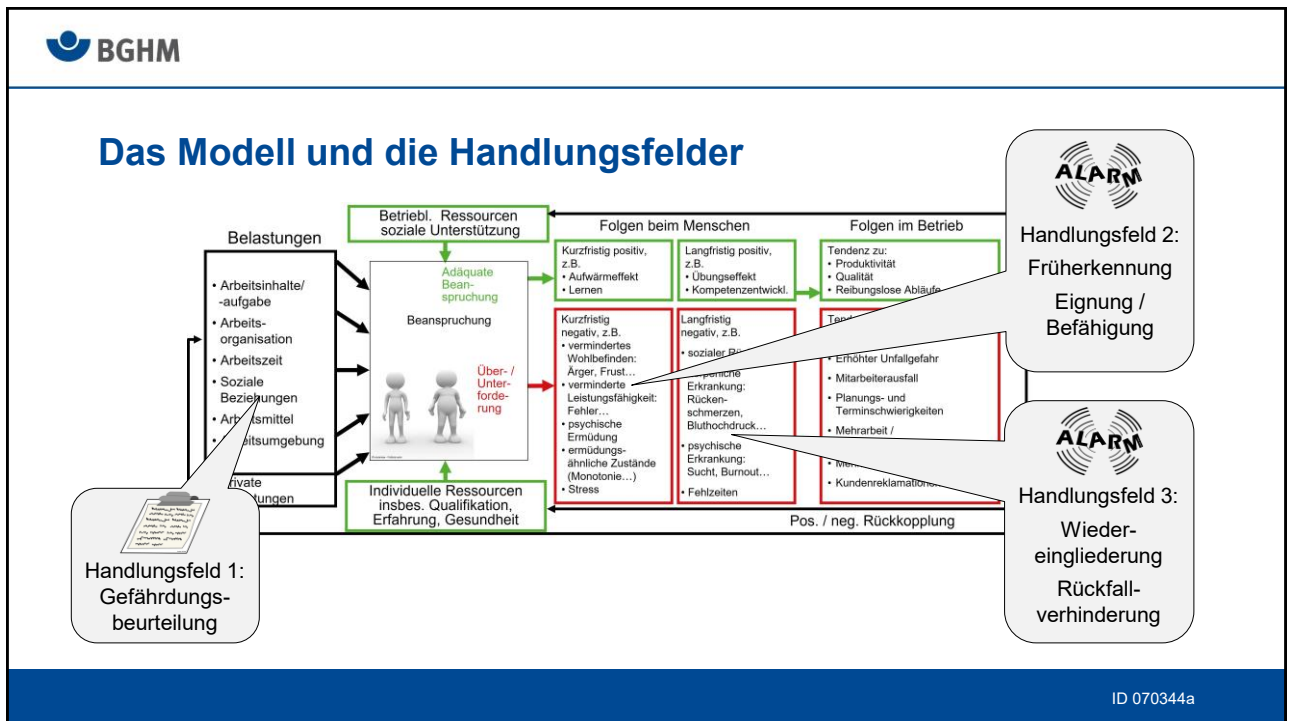 BGHM
Das Modell und die Handlungsfelder
Belastungen
• Arbeitsinhalte/
-aufgabe
• Arbeits-
organisation
• Arbeitszeit
• Soziale
Beziehungen
Betriebl. Ressourcen
soziale Unterstützung
Adäquate
Bean-
spruchung
Beanspruchung
Über- /
Unter-
forde-
rung
Individuelle Ressourcen
insbes. Qualifikation,
Erfahrung, Gesundheit
Folgen beim Menschen
Kurzfristig positiv,
z.B.
• Aufwärmeffekt
• Lernen
Langfristig positiv,
z.B.
• Übungseffekt
• Kompetenzentwickl.
Kurzfristig
negativ, z.B.
• vermindertes
Wohlbefinden:
Ärger, Frust…
• verminderte
Leistungsfähigkeit:
Fehler…
• psychische
Ermüdung
• ermüdungs-
ähnliche Zustände
(Monotonie…)
• Stress
Langfristig
negativ, z.B.
• sozialer
Erkrankung:
Rücken-
schmerzen,
Bluthochdruck…
• psychische
Erkrankung:
Sucht, Burnout…
• Fehlzeiten
Folgen im Betrieb
Tendenz zu:
• Produktivität
• Qualität
• Reibungslose Abläufe
Erhöhter Unfallgefahr
• Mitarbeiterausfall
• Planungs- und
Terminschwierigkeiten
• Mehrarbeit /
• Kundenreklamation
Pos. / neg. Rückkopplung
Handlungsfeld 1:
Gefährdungs-
beurteilung
ALARM
Handlungsfeld 2:
Früherkennung
Eignung /
Befähigung
ALARM
Handlungsfeld 3:
Wieder-
eingliederung
Rückfall-
verhinderung
ID 070344a